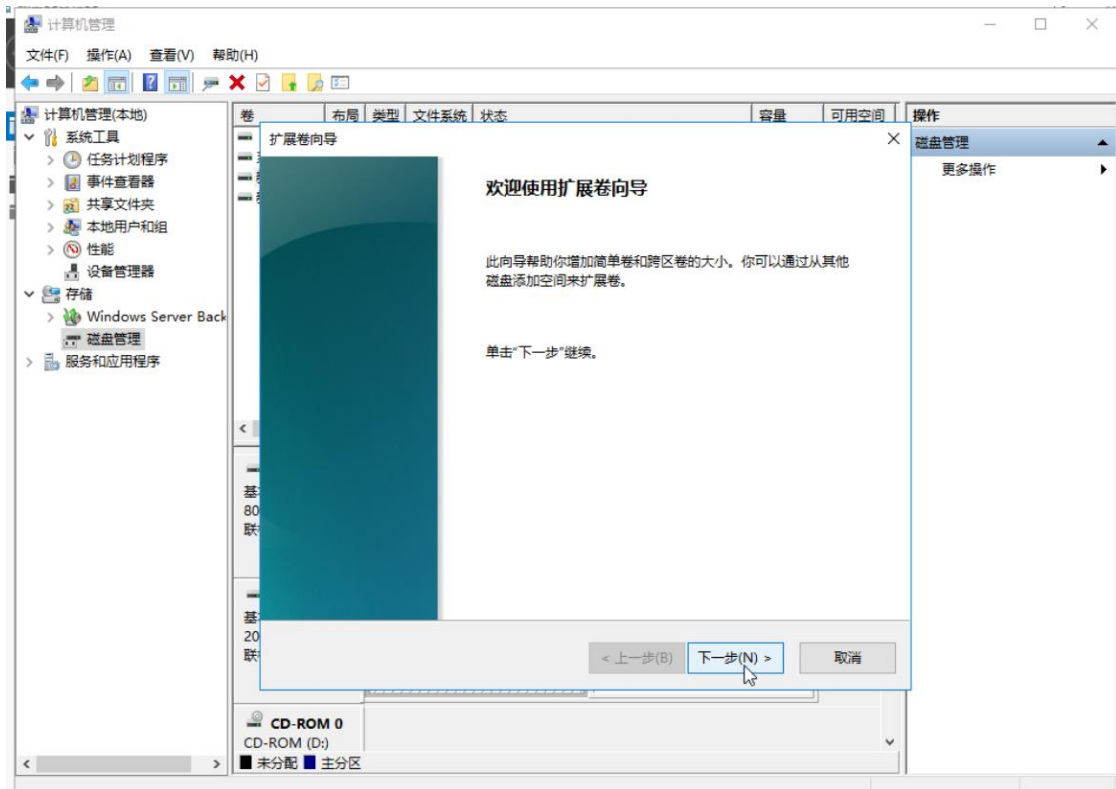 计算机管理
文件(F) 操作(A) 查看(V) 帮助(H)
计算机管理(本地)
系统工具
任务计划程序
事件查看器
共享文件夹
本地用户和组
性能
设备管理器
存储
Windows Server Back
磁盘管理
服务和应用程序
卷 布局 类型 文件系统 状态 容量 可用空间
扩展卷向导
欢迎使用扩展卷向导
此向导帮助你增加简单卷和跨区卷的大小。你可以通过从其他
磁盘添加空间来扩展卷。
单击"下一步"继续。
< 上一步(B) 下一步(N) > 取消
基
80
联
基
20
联
CD-ROM 0
CD-ROM (D:)
未分配 主分区
操作
磁盘管理
更多操作